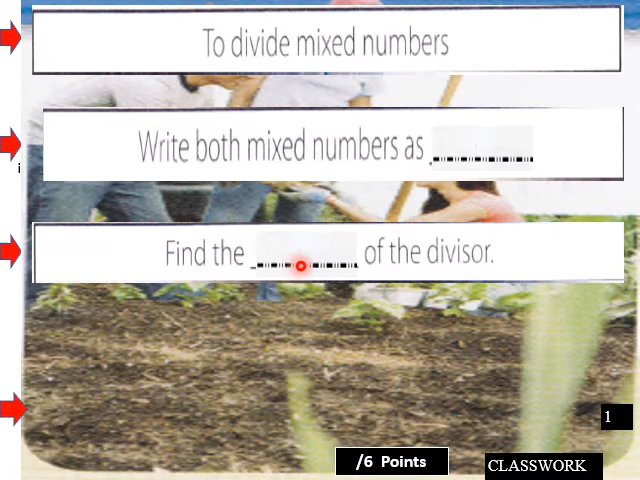 To divide mixed numbers
Write both mixed numbers as
i
Find the _ of the divisor.
1
/6 Points
CLASSWORK